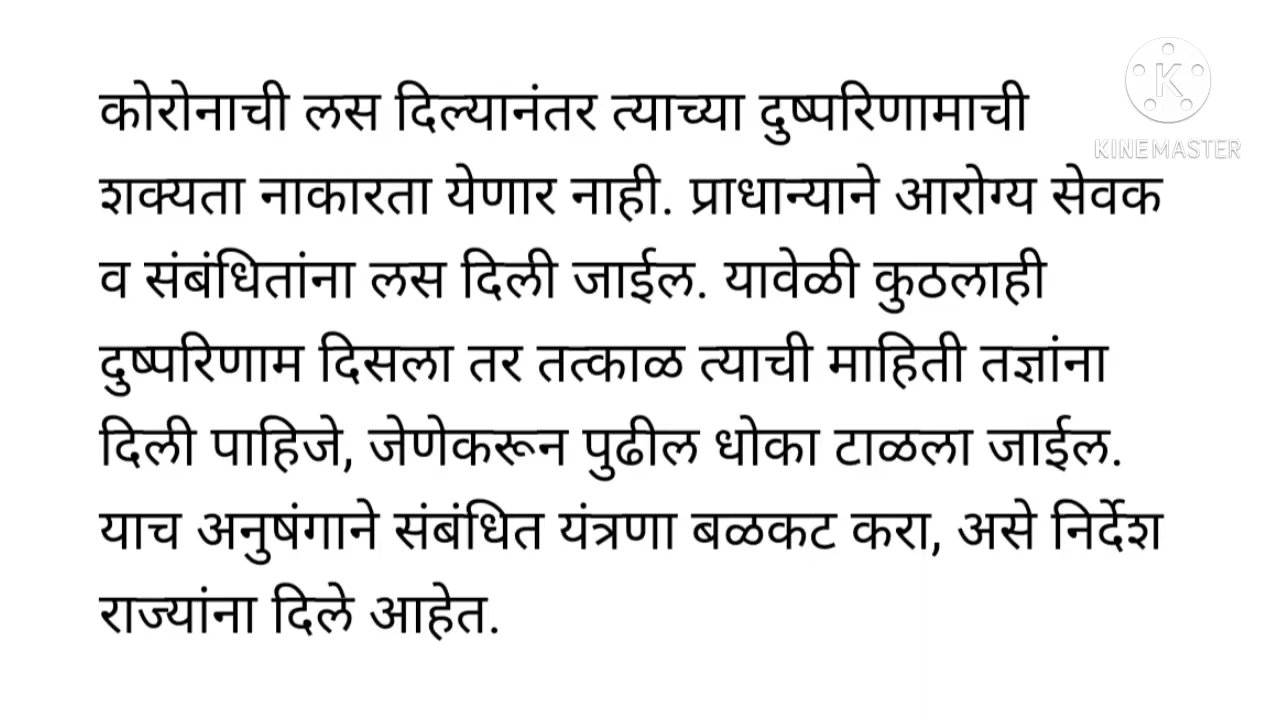 कोरोनाची लस दिल्यानंतर त्याच्या दुष्परिणामाची
शक्यता नाकारता येणार नाही. प्राधान्याने आरोग्य सेवक
व संबंधितांना लस दिली जाईल. यावेळी कुठलाही
दुष्परिणाम दिसला तर तत्काळ त्याची माहिती तज्ञांना
दिली पाहिजे, जेणेकरून पुढील धोका टाळला जाईल.
याच अनुषंगाने संबंधित यंत्रणा बळकट करा, असे निर्देश
राज्यांना दिले आहेत.
K
KINEMASTER